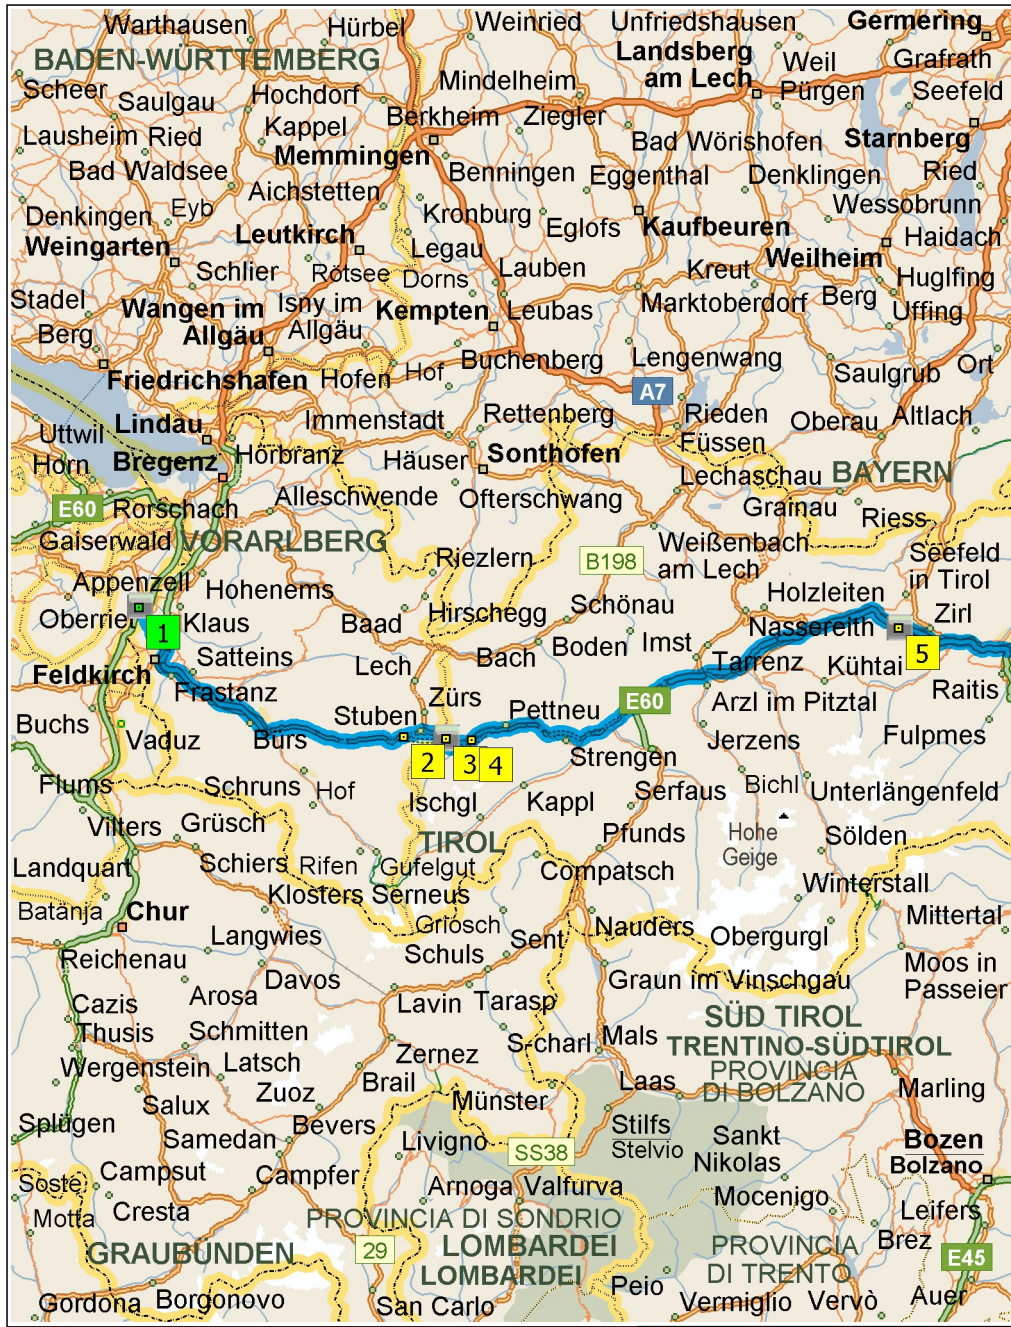 Warthausen
Hürbel
Weinried
Unfriedshausen
Germering
BADEN-WÜRTTEMBERG
Landsberg
am Lech
Weil
Grafrath
Scheer
Saulgau
Hochdorf
Mindelheim
Pürgen
Seefeld
Lausheim
Ried
Kappel
Berkheim
Ziegler
Bad Wörishofen
Starnberg
Memmingen
Bad Waldsee
Aichstetten
Benningen
Eggenthal
Denklingen
Ried
Denkingen
Eyb
Kronburg
Eglofs
Kaufbeuren
Wessobrunn
Weingarten
Leutkirch
Legau
Weilheim
Haidach
Schlier
Rötsee
Dorns
Lauben
Kreut
Huglfing
Stadel
Wangen im
Allgäu
Isny im
Allgäu
Kempten
Leubas
Marktoberdorf
Berg
Uffing
Berg
Buchenberg
Lengenwang
Saulgrub
Ort
Friedrichshafen
Hofen
Hof
A7
Lindau
Immenstadt
Rettenberg
Rieden
Oberau
Altlach
Uttwil
Füssen
Horn
Bregenz
Hörbranz
Häuser
Sonthofen
Lechaschau
BAYERN
E60
Rorschach
Alleschwende
Ofterschwang
Grainau
Riess
Gaiserwald
VORARLBERG
Riezlern
B198
Weißenbach
am Lech
Seefeld
in Tirol
Appenzell
Hohenems
Holzleiten
Oberriet
1
Klaus
Baad
Hirschegg
Schönau
Nassereith
Zirl
Feldkirch
Satteins
Lech
Bach
Boden
Imst
Tarrenz
Kühtai
5
Frastanz
Zürs
E60
Arzl im Pitztal
Raitis
Buchs
Vaduz
Bürs
Stuben
Pettneu
Jerzens
Fulpmes
2
3
4
Strengen
Flums
Schruns
Hof
Ischgl
Kappl
Serfaus
Bichl
Unterlängenfeld
Vilters
Grüsch
TIROL
Pfunds
Hohe
Geige
Sölden
Landquart
Schiers
Rifen
Gufelgut
Compatsch
Winterstall
Batänja
Chur
Klosters Serneus
Griosch
Nauders
Mittertal
Langwies
Schuls
Sent
Obergurgl
Reichenau
Davos
Graun im Vinschgau
Moos in
Passeier
Cazis
Arosa
Lavin
Tarasp
SÜD TIROL
Thusis
Schmitten
S-charl
Mals
TRENTINO-SÜDTIROL
Wergenstein
Latsch
Zernez
PROVINCIA
DI BOLZANO
Zuoz
Brail
Laas
Marling
Salux
Münster
Splügen
Bevers
Stilfs
Stelvio
Samedan
Livigno
SS38
Sankt
Nikolas
Bozen
Bolzano
Campsut
Campfer
Soste
Arnoga
Valfurva
Mocenigo
Motta
Cresta
PROVINCIA DI SONDRIO
Leifers
GRAUBÜNDEN
29
LOMBARDEI
LOMBARDEI
PROVINCIA
DI TRENTO
Brez
E45
Peio
Gordona
Borgonovo
San Carlo
Vermiglio
Vervò
Auer